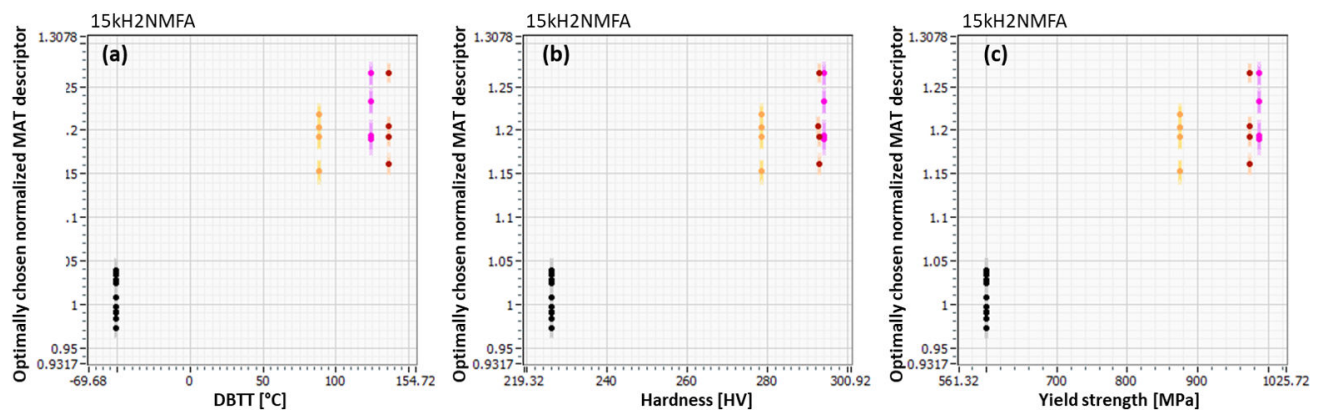 15kH2NMFA
Optimally chosen normalized MAT descriptor
1.3078
25
.2
15
.1
)5
1
0.95
0.9317
(a)
-69.68 0 50 100 154.72
DBTT [°C]
15kH2NMFA
Optimally chosen normalized MAT descriptor
1.3078
1.25
1.2
1.15
1.1
1.05
1
0.95
0.9317
(b)
219.32 240 260 280 300.92
Hardness [HV]
15kH2NMFA
Optimally chosen normalized MAT descriptor
1.3078
1.25
1.2
1.15
1.1
1.05
1
0.95
0.9317
(c)
561.32 700 800 900 1025.72
Yield strength [MPa]